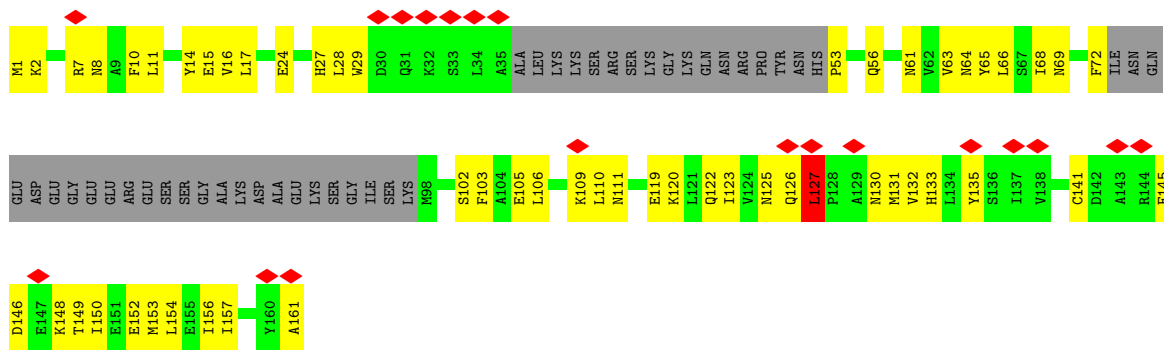 M1 K2 R7 N8 A9 F10 L11 Y14 E15 V16 L17 E24 H27 L28 W29 D30 Q31 K32 S33 L34 A35 ALA LEU LYS LYS SER ARG SER LYS GLY LYS GLN ASN ARG PRO TYR ASN HIS P53 Q56 N61 V62 V63 N64 Y65 L66 S67 I68 N69 F72 ILE ASN GLN
GLU ASP GLU GLY GLU GLU ARG GLU SER SER GLY ALA LYS ASP ALA GLU LYS SER GLY ILE SER LYS M98 S102 F103 A104 E105 L106 K109 L110 N111 E119 K120 L121 Q122 I123 V124 N125 Q126 L127 P128 A129 N130 M131 V132 H133 L134 Y135 S136 I137 V138 C141 D142 A143 R144 E145
D146 E147 K148 T149 I150 E151 E152 M153 L154 E155 I156 I157 Y160 A161